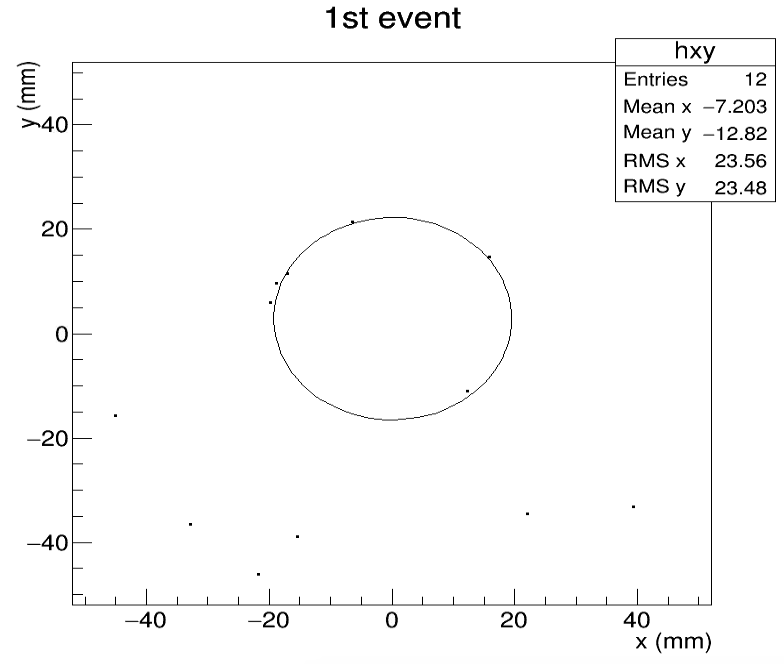 1st event
hxy
Entries 12
Mean x −7.203
Mean y −12.82
RMS x 23.56
RMS y 23.48
y (mm)
40
20
0
−20
−40
−40 −20 0 20 40
x (mm)